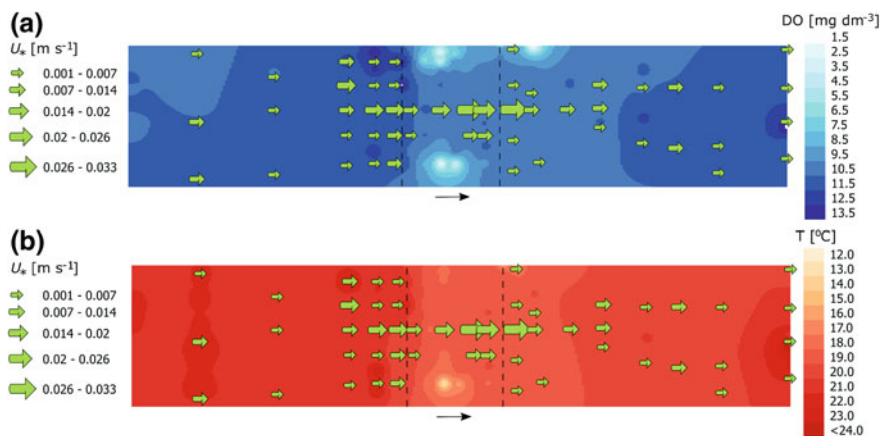 (a)
U* [m s⁻¹]
0.001 - 0.007
0.007 - 0.014
0.014 - 0.02
0.02 - 0.026
0.026 - 0.033
DO [mg dm⁻³]
1.5
2.5
3.5
4.5
5.5
6.5
7.5
8.5
9.5
10.5
11.5
12.5
13.5
(b)
U* [m s⁻¹]
0.001 - 0.007
0.007 - 0.014
0.014 - 0.02
0.02 - 0.026
0.026 - 0.033
T [⁰C]
12.0
13.0
14.0
15.0
16.0
17.0
18.0
19.0
20.0
21.0
22.0
23.0
<24.0